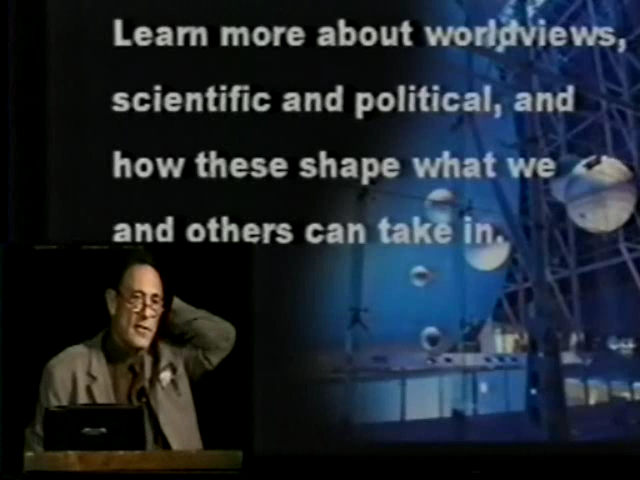 Learn more about worldviews,
scientific and political, and
how these shape what we
and others can take in.